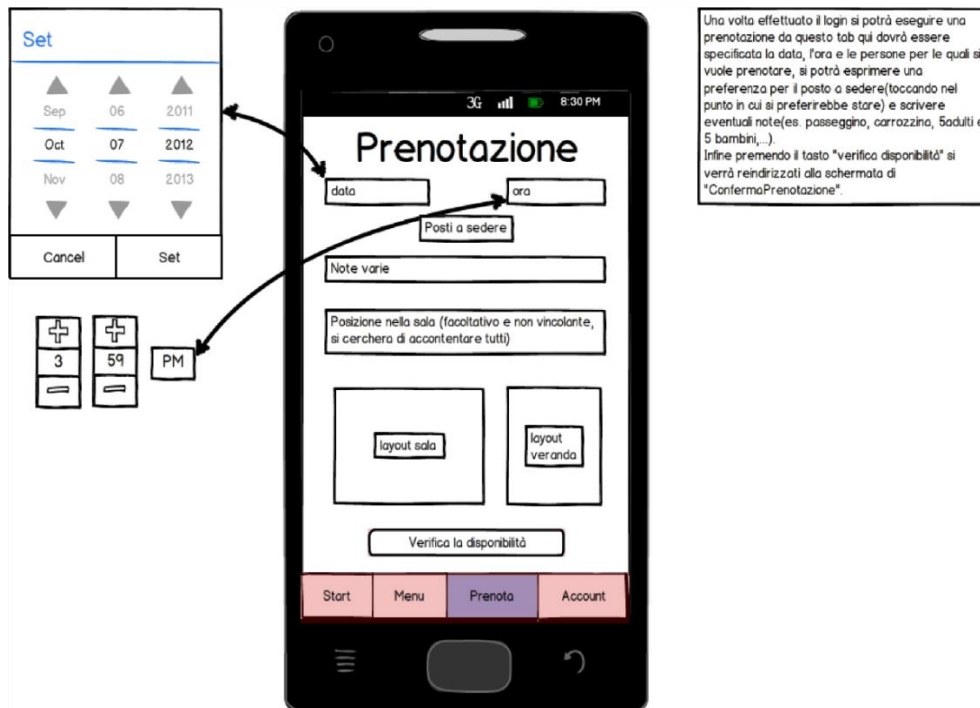 Set
Sep 06 2011
Oct 07 2012
Nov 08 2013
Cancel Set
3 59 PM
3G 8:30 PM
Prenotazione
data ora
Posti a sedere
Note varie
Posizione nella sala (facoltativo e non vincolante,
si cerchera di accontentare tutti)
layout sala
layout
veranda
Verifica la disponibilità
Start Menu Prenota Account
Una volta effettuato il login si potrà eseguire una
prenotazione da questo tab qui dovrà essere
specificata la data, l'ora e le persone per le quali si
vuole prenotare, si potrà esprimere una
preferenza per il posto a sedere(toccando nel
punto in cui si preferirebbe stare) e scrivere
eventuali note(es. passeggino, carrozzina, 5adulti e
5 bambini,...).
Infine premendo il tasto "verifica disponibilità" si
verrà reindirizzati alla schermata di
"ConfermaPrenotazione".